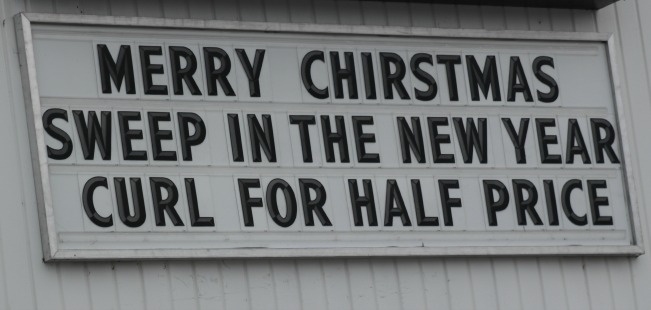 MERRY CHIRSTMAS
SWEEP IN THE NEW YEAR
CURL FOR HALF PRICE